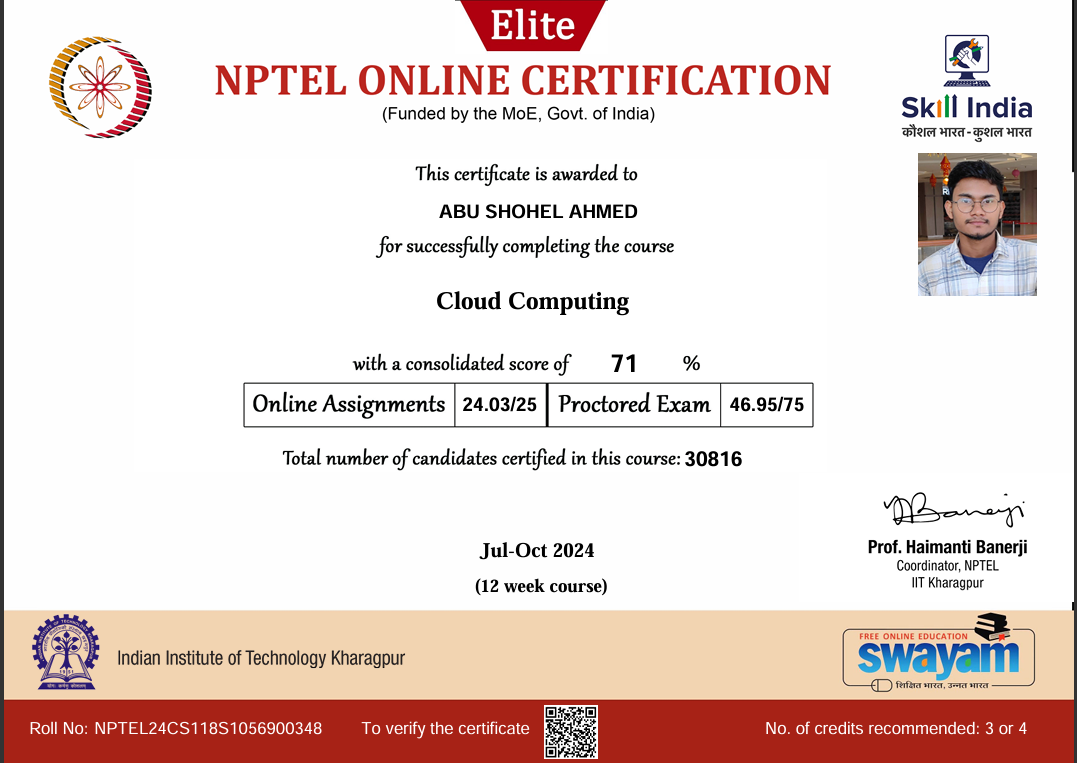 Elite
NPTEL ONLINE CERTIFICATION
(Funded by the MoE, Govt. of India)
Skill India
कौशल भारत - कुशल भारत
This certificate is awarded to
ABU SHOHEL AHMED
for successfully completing the course
Cloud Computing
with a consolidated score of 71 %
Online Assignments 24.03/25 Proctored Exam 46.95/75
Total number of candidates certified in this course: 30816
Jul-Oct 2024
(12 week course)
Prof. Haimanti Banerji
Coordinator, NPTEL
IIT Kharagpur
Indian Institute of Technology Kharagpur
FREE ONLINE EDUCATION
swayam
शिक्षित भारत, उन्नत भारत
Roll No: NPTEL24CS118S1056900348 To verify the certificate No. of credits recommended: 3 or 4